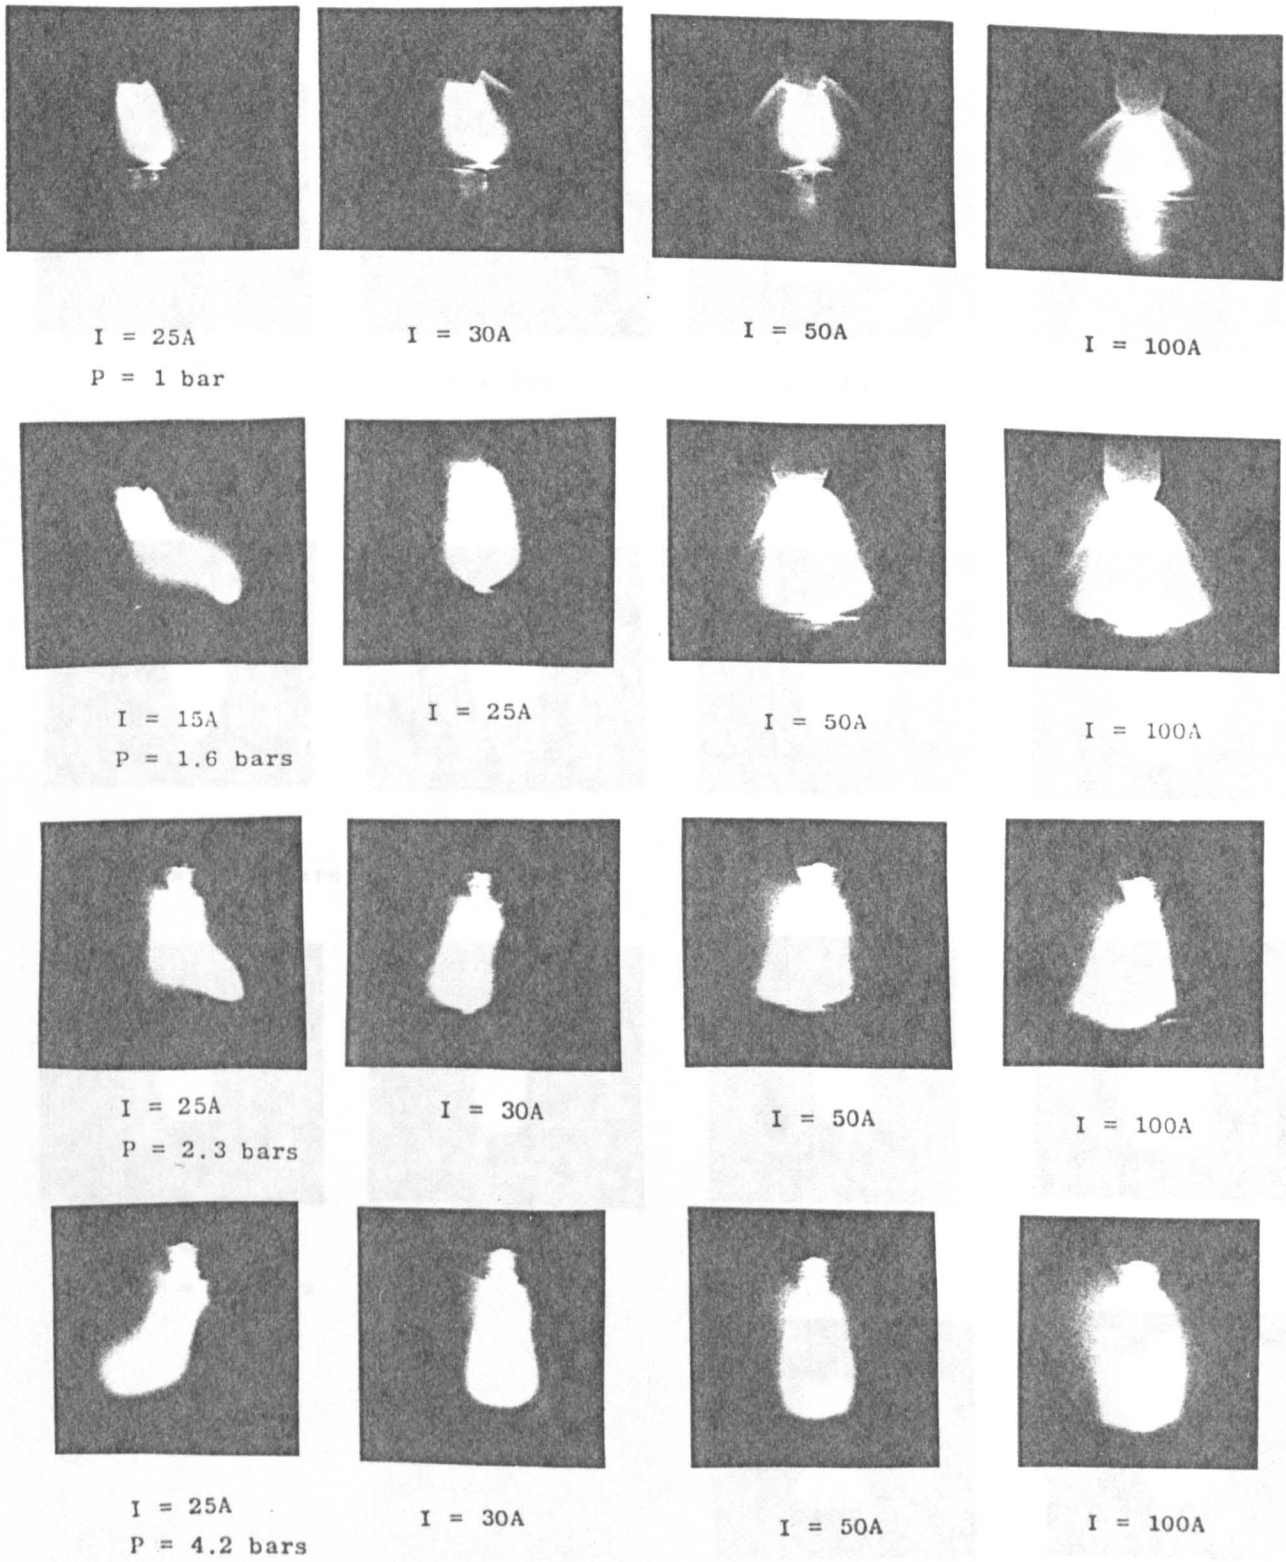 I = 25A
I = 30A
I = 50A
I = 100A
P = 1 bar
I = 15A
I = 25A
I = 50A
I = 100A
P = 1.6 bars
I = 25A
I = 30A
I = 50A
I = 100A
P = 2.3 bars
I = 25A
I = 30A
I = 50A
I = 100A
P = 4.2 bars